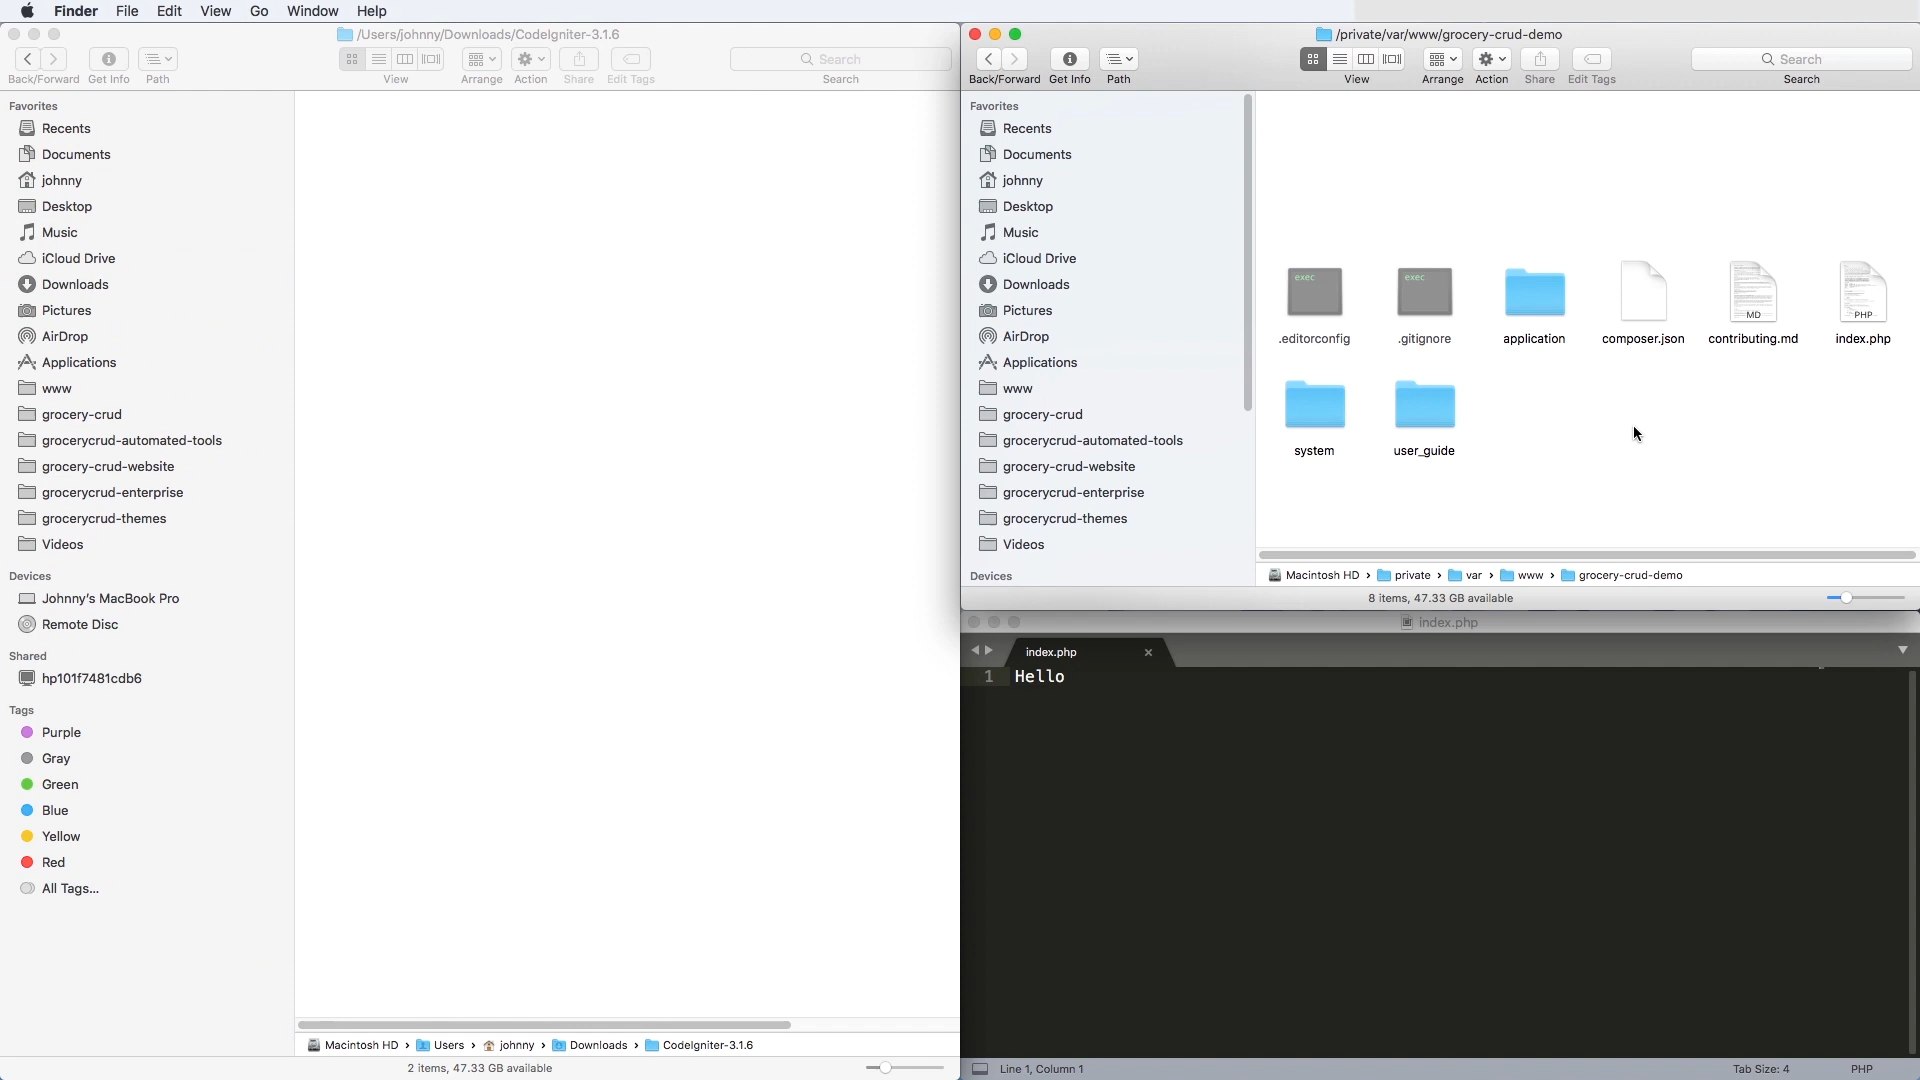 Finder File Edit View Go Window Help
/Users/johnny/Downloads/CodeIgniter-3.1.6
Back/Forward Get Info Path View Arrange Action Share Edit Tags Search
Search
Favorites
Recents
Documents
johnny
Desktop
Music
iCloud Drive
Downloads
Pictures
AirDrop
Applications
www
grocery-crud
grocerycrud-automated-tools
grocery-crud-website
grocerycrud-enterprise
grocerycrud-themes
Videos
Devices
Johnny's MacBook Pro
Remote Disc
Shared
hp101f7481cdb6
Tags
Purple
Gray
Green
Blue
Yellow
Red
All Tags...
Macintosh HD › Users › johnny › Downloads › CodeIgniter-3.1.6
2 items, 47.33 GB available
/private/var/www/grocery-crud-demo
Search
Back/Forward Get Info Path View Arrange Action Share Edit Tags Search
Favorites
Recents
Documents
johnny
Desktop
Music
iCloud Drive
Downloads
Pictures
AirDrop
Applications
www
grocery-crud
grocerycrud-automated-tools
grocery-crud-website
grocerycrud-enterprise
grocerycrud-themes
Videos
Devices
exec exec MD PHP
.editorconfig .gitignore application composer.json contributing.md index.php
system user_guide
Macintosh HD › private › var › www › grocery-crud-demo
8 items, 47.33 GB available
index.php
index.php
1 Hello
Line 1, Column 1 Tab Size: 4 PHP